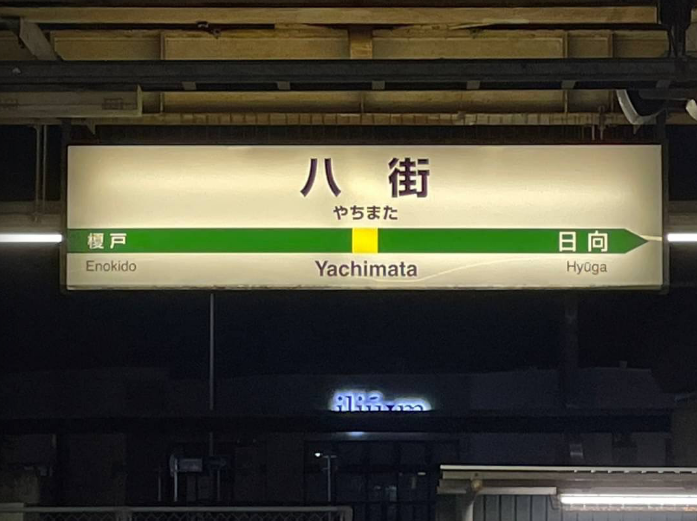 八街
やちまた
榎戸 日向
Enokido Yachimata Hyūga